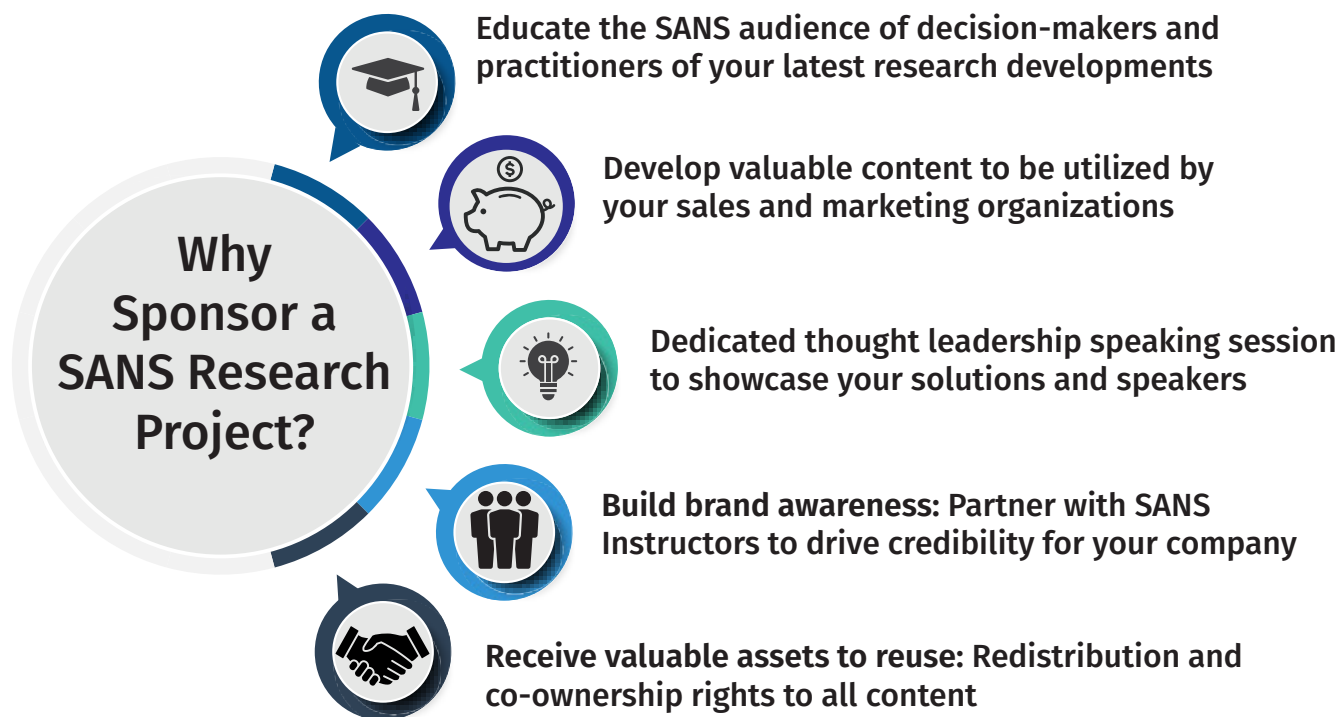 Educate the SANS audience of decision-makers and
practitioners of your latest research developments
$
Develop valuable content to be utilized by
your sales and marketing organizations
Why
Sponsor a
SANS Research
Project?
Dedicated thought leadership speaking session
to showcase your solutions and speakers
Build brand awareness: Partner with SANS
Instructors to drive credibility for your company
Receive valuable assets to reuse: Redistribution and
co-ownership rights to all content